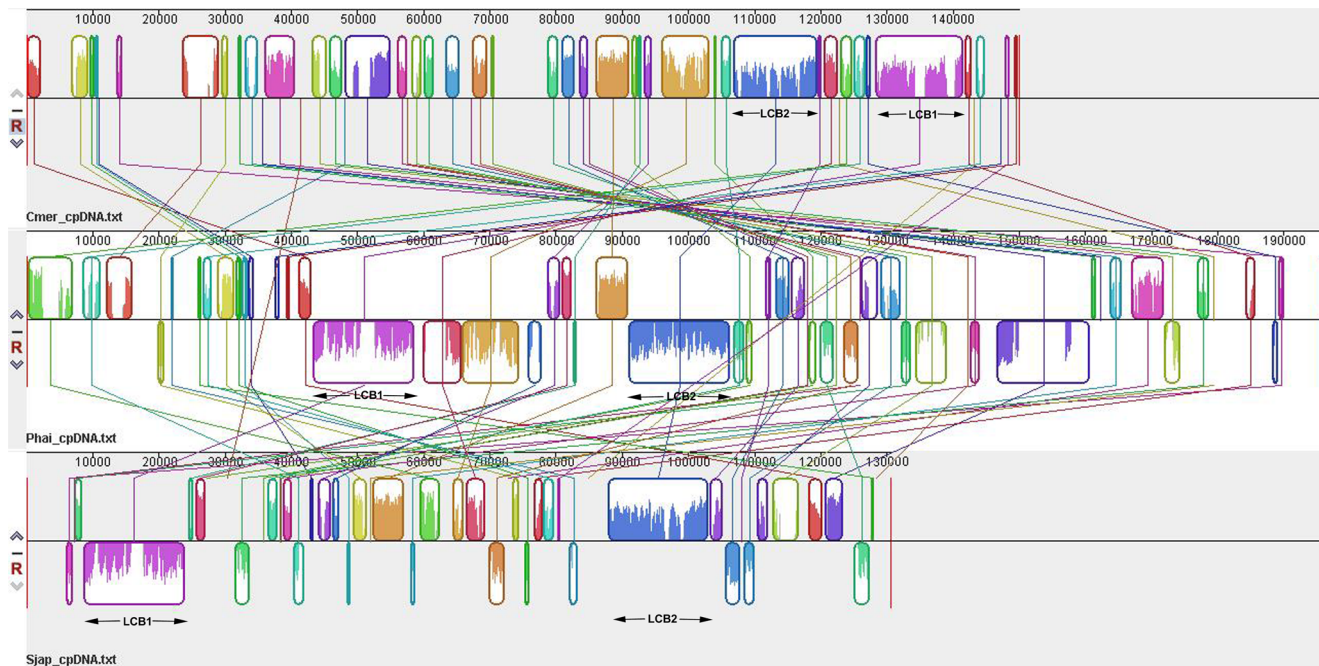 10000 20000 30000 40000 50000 60000 70000 80000 90000 100000 110000 120000 130000 140000
LCB2 LCB1
R
Cmer_cpDNA.txt
10000 20000 30000 40000 50000 60000 70000 80000 90000 100000 110000 120000 130000 140000 150000 160000 170000 180000 190000
R
LCB1 LCB2
Phai_cpDNA.txt
10000 20000 30000 40000 50000 60000 70000 80000 90000 100000 110000 120000 130000
R
LCB1 LCB2
Sjap_cpDNA.txt